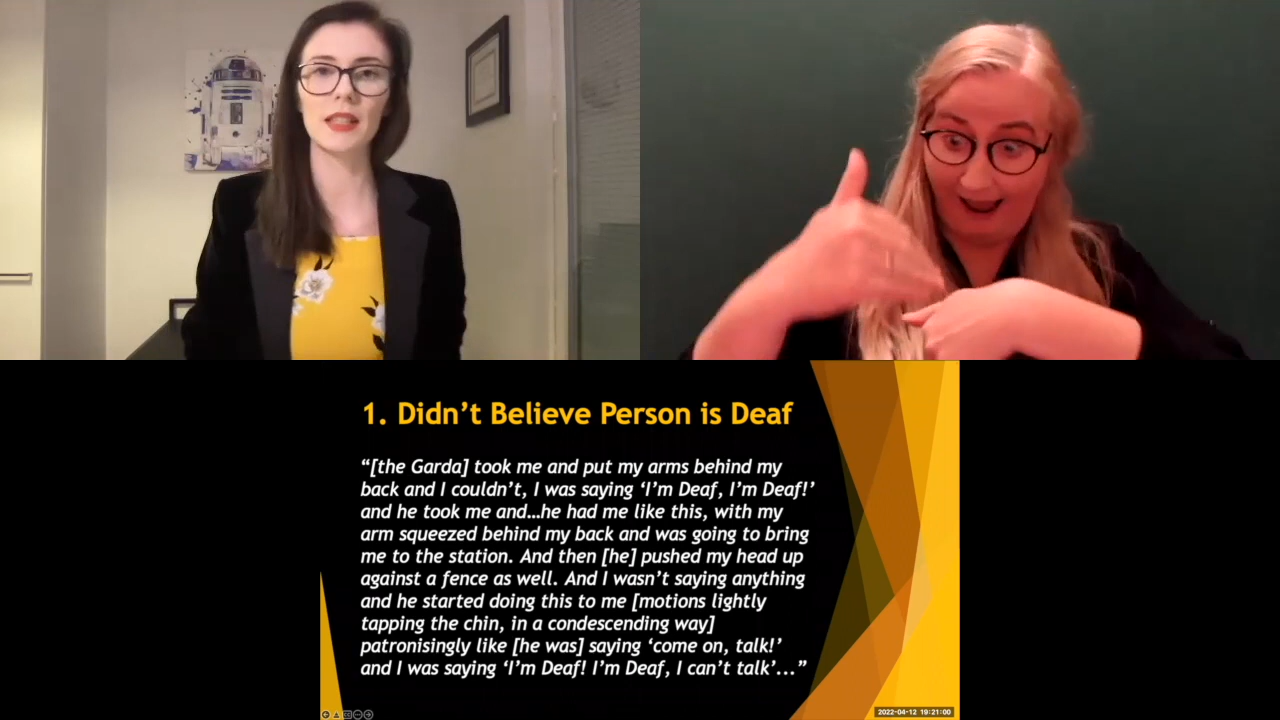 1. Didn’t Believe Person is Deaf
“[the Garda] took me and put my arms behind my
back and I couldn’t, I was saying ‘I’m Deaf, I’m Deaf!’
and he took me and…he had me like this, with my
arm squeezed behind my back and was going to bring
me to the station. And then [he] pushed my head up
against a fence as well. And I wasn’t saying anything
and he started doing this to me [motions lightly
tapping the chin, in a condescending way]
patronisingly like [he was] saying ‘come on, talk!’
and I was saying ‘I’m Deaf! I’m Deaf, I can’t talk’...”
2022-04-12 19:21:00